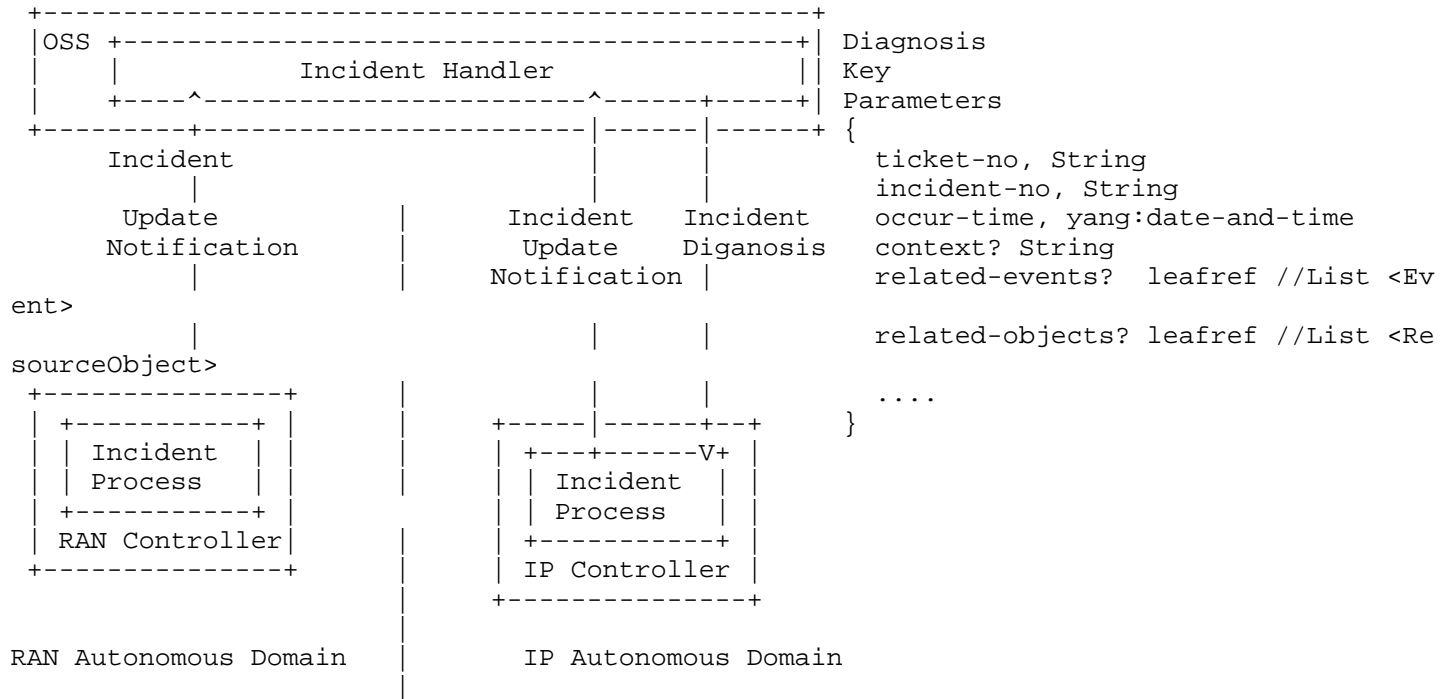 +------------------------------------------------+
|OSS +------------------------------------------+| Diagnosis
|    |           Incident Handler               || Key
|    +----^------------------------^------+-----+| Parameters
+---------+------------------------|------|------+ {
     Incident                      |      |          ticket-no, String
          |                        |      |          incident-no, String
      Update           |      Incident   Incident    occur-time, yang:date-and-time
     Notification      |       Update   Diganosis    context? String
          |            |     Notification |          related-events?  leafref //List <Ev
ent>
          |                        |      |          related-objects? leafref //List <Re
sourceObject>
+---------------+      |           |      |          ....
| +-----------+ |      |     +-----|------+--+     }
| | Incident  | |      |     | +---+------V+ |
| | Process   | |      |     | | Incident  | |
| +-----------+ |            | | Process   | |
| RAN Controller|      |     | +-----------+ |
+---------------+      |     | IP Controller |
                       |     +---------------+
                       |
RAN Autonomous Domain  |       IP Autonomous Domain
                       |